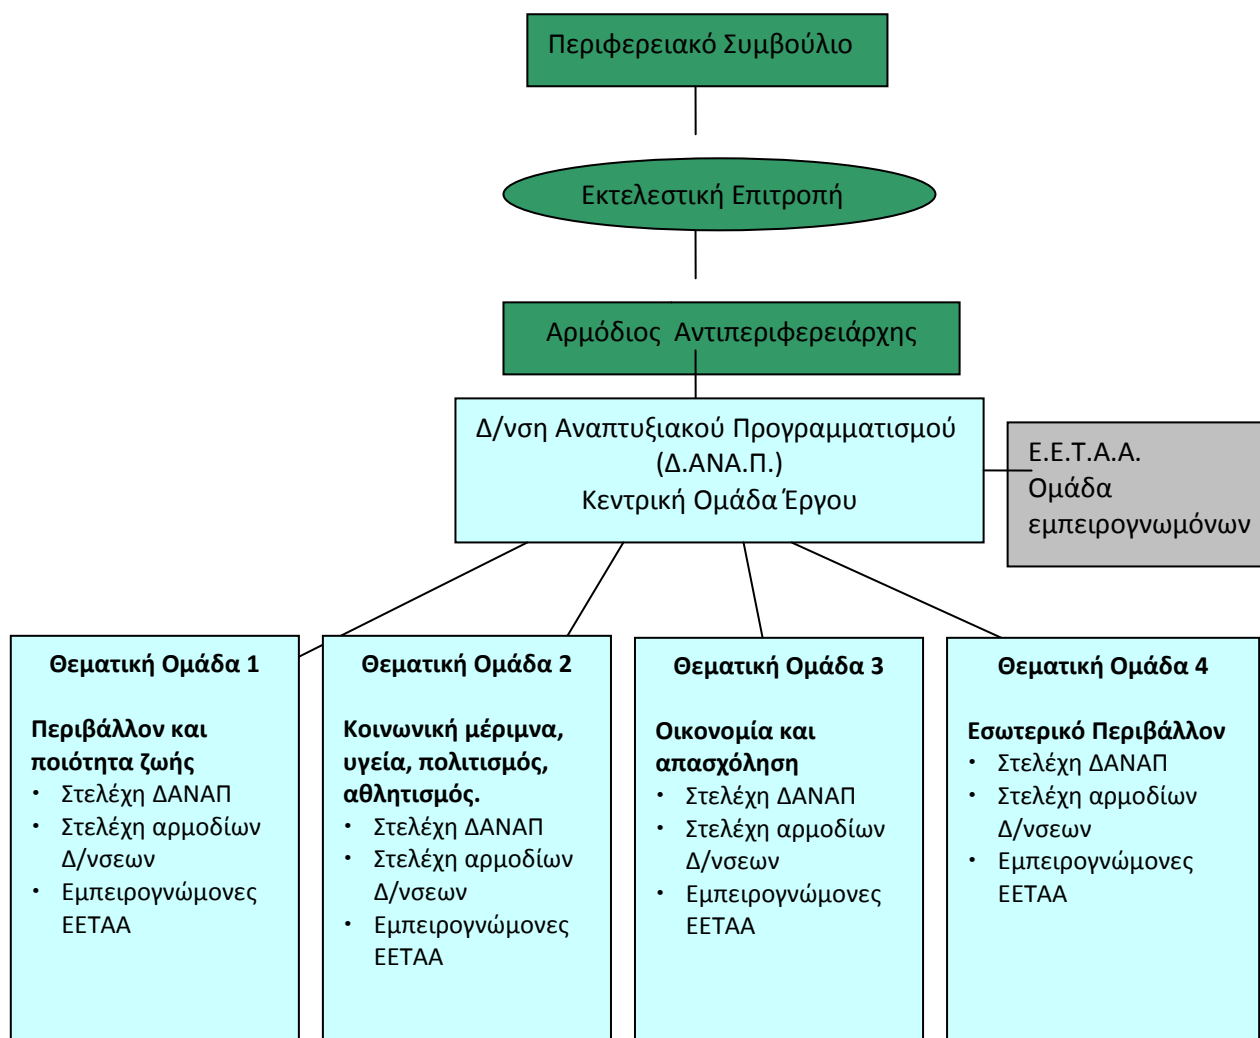 Περιφερειακό Συμβούλιο
Εκτελεστική Επιτροπή
Αρμόδιος  Αντιπεριφερειάρχης
Δ/νση Αναπτυξιακού Προγραμματισμού
(Δ.ΑΝΑ.Π.)
Κεντρική Ομάδα Έργου
Ε.Ε.Τ.Α.Α.
Ομάδα
εμπειρογνωμόνων
Θεματική Ομάδα 1
Περιβάλλον και
ποιότητα ζωής
• Στελέχη ΔΑΝΑΠ
• Στελέχη αρμοδίων
Δ/νσεων
• Εμπειρογνώμονες
ΕΕΤΑΑ
Θεματική Ομάδα 2
Κοινωνική μέριμνα,
υγεία, πολιτισμός,
αθλητισμός.
• Στελέχη ΔΑΝΑΠ
• Στελέχη αρμοδίων
Δ/νσεων
• Εμπειρογνώμονες
ΕΕΤΑΑ
Θεματική Ομάδα 3
Οικονομία και
απασχόληση
• Στελέχη ΔΑΝΑΠ
• Στελέχη αρμοδίων
Δ/νσεων
• Εμπειρογνώμονες
ΕΕΤΑΑ
Θεματική Ομάδα 4
Εσωτερικό Περιβάλλον
• Στελέχη ΔΑΝΑΠ
• Στελέχη αρμοδίων
Δ/νσεων
• Εμπειρογνώμονες
ΕΕΤΑΑ